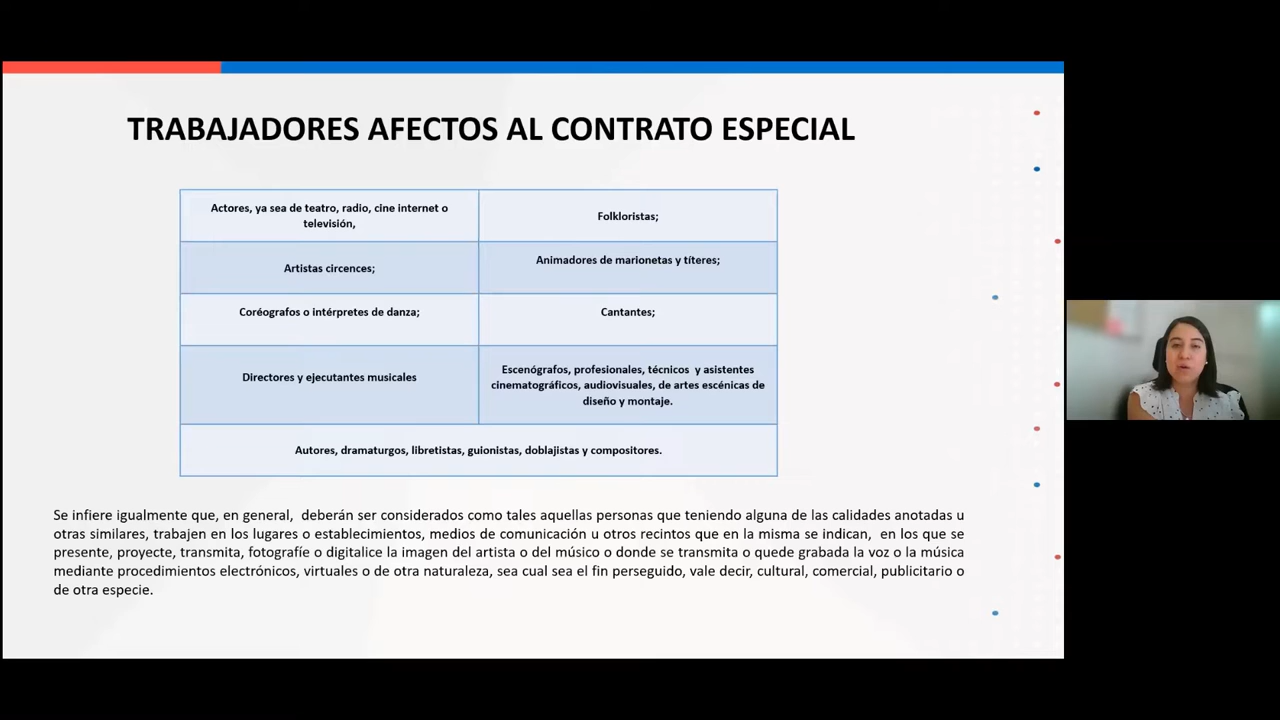 TRABAJADORES AFECTOS AL CONTRATO ESPECIAL
Actores, ya sea de teatro, radio, cine internet o
televisión,
Folkloristas;
Artistas circences;
Animadores de marionetas y títeres;
Coréografos o intérpretes de danza;
Cantantes;
Directores y ejecutantes musicales
Escenógrafos, profesionales, técnicos y asistentes
cinematográficos, audiovisuales, de artes escénicas de
diseño y montaje.
Autores, dramaturgos, libretistas, guionistas, doblajistas y compositores.
Se infiere igualmente que, en general, deberán ser considerados como tales aquellas personas que teniendo alguna de las calidades anotadas u
otras similares, trabajen en los lugares o establecimientos, medios de comunicación u otros recintos que en la misma se indican, en los que se
presente, proyecte, transmita, fotografíe o digitalice la imagen del artista o del músico o donde se transmita o quede grabada la voz o la música
mediante procedimientos electrónicos, virtuales o de otra naturaleza, sea cual sea el fin perseguido, vale decir, cultural, comercial, publicitario o
de otra especie.